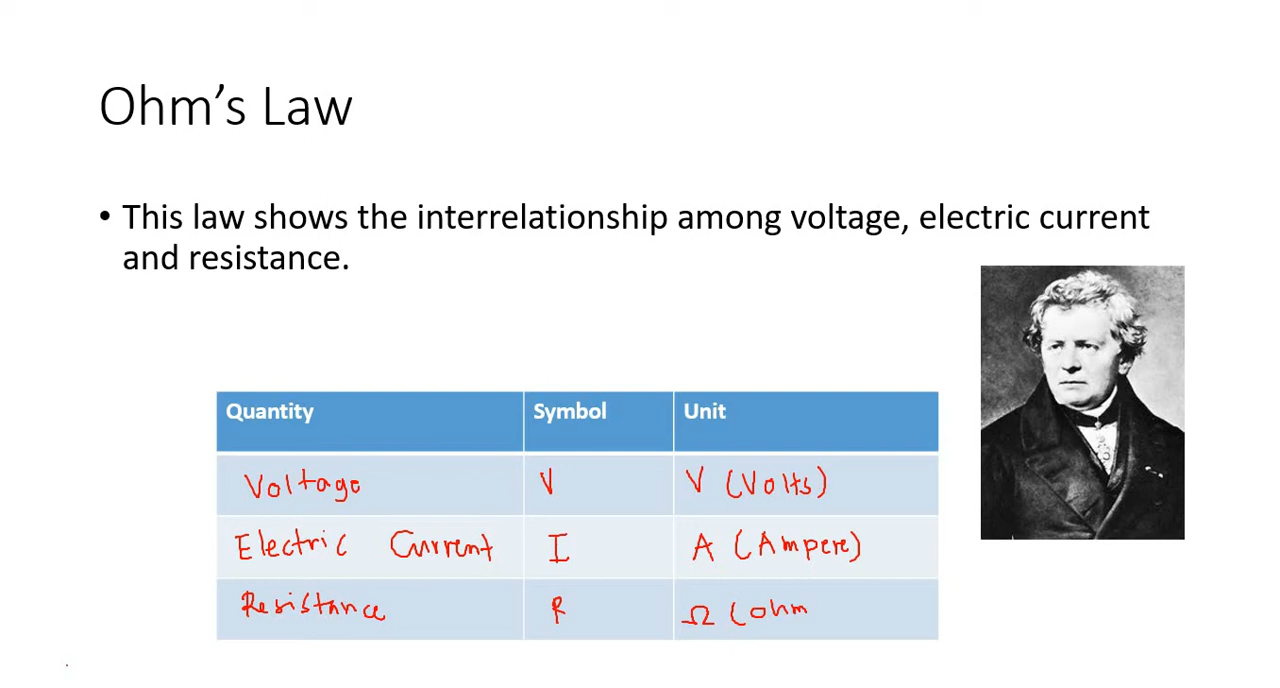 Ohm's Law
• This law shows the interrelationship among voltage, electric current
and resistance.
Quantity Symbol Unit
Voltage V V (Volts)
Electric Current I A (Ampere)
Resistance R Ω (ohm